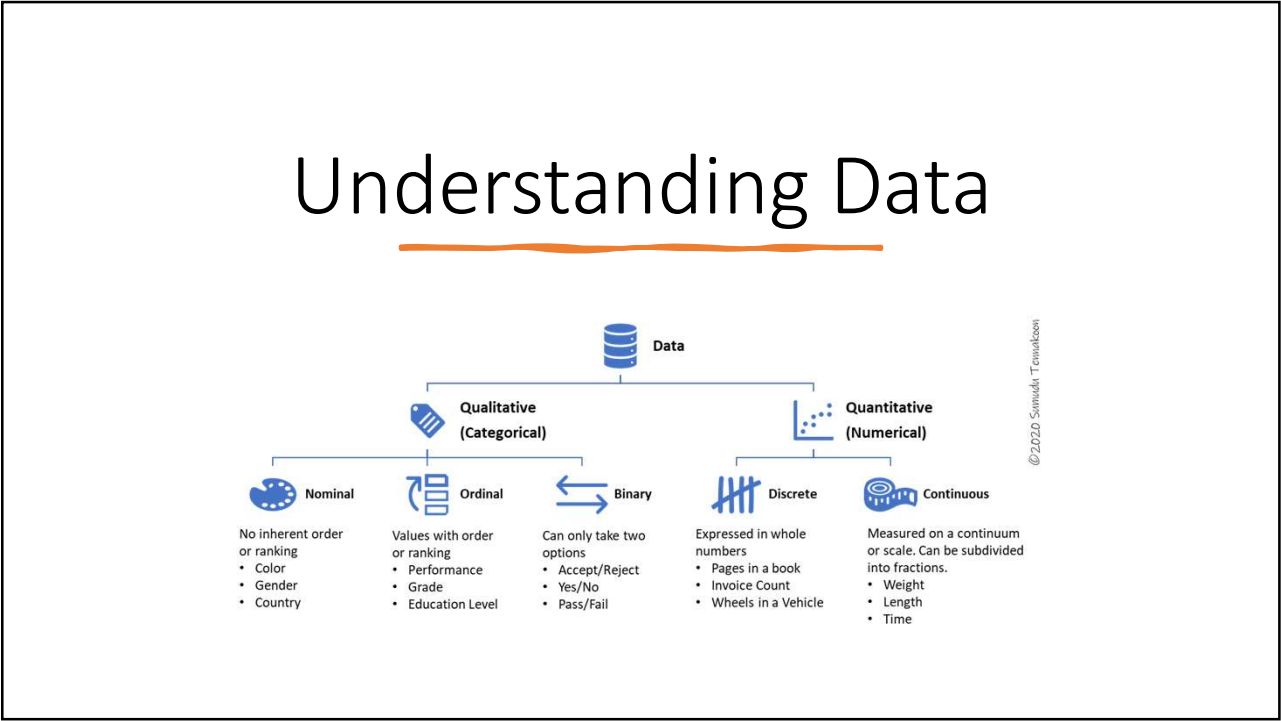 Understanding Data
Data
Qualitative
(Categorical)
Quantitative
(Numerical)
Nominal
No inherent order
or ranking
• Color
• Gender
• Country
Ordinal
Values with order
or ranking
• Performance
• Grade
• Education Level
Binary
Can only take two
options
• Accept/Reject
• Yes/No
• Pass/Fail
Discrete
Expressed in whole
numbers
• Pages in a book
• Invoice Count
• Wheels in a Vehicle
Continuous
Measured on a continuum
or scale. Can be subdivided
into fractions.
• Weight
• Length
• Time
©2020 Sumudu Tennakoon